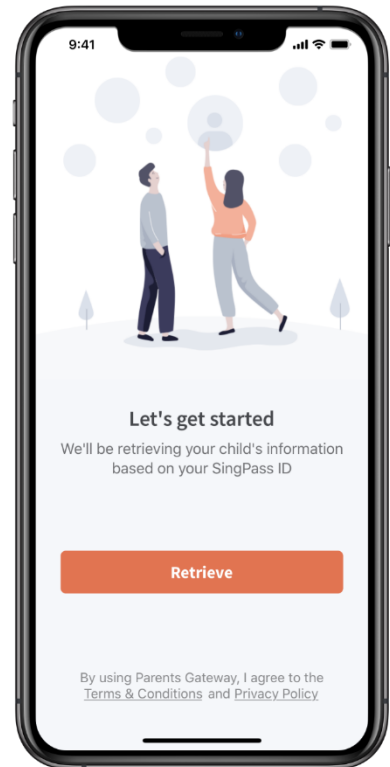 9:41
Let's get started
We'll be retrieving your child's information
based on your SingPass ID
Retrieve
By using Parents Gateway, I agree to the
Terms & Conditions and Privacy Policy